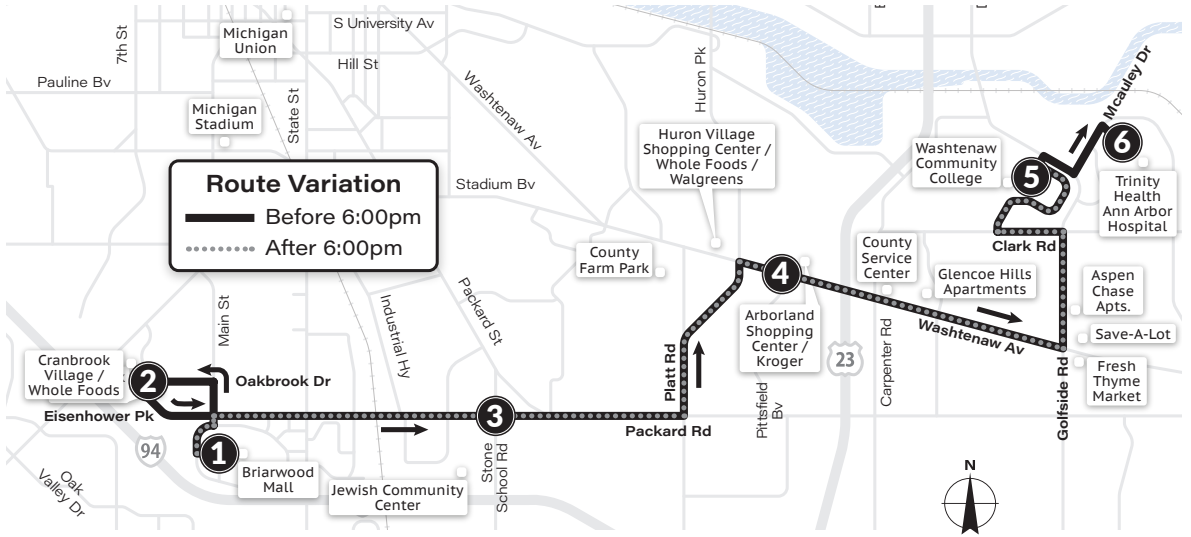 S University Av
Michigan
Union
7th St
Hill St
Pauline Bv
State St
Michigan
Stadium
Washtenaw Av
Huron Pk
Mcauley Dr
Huron Village
Shopping Center /
Whole Foods /
Walgreens
Washtenaw
Community
College
5
6
Trinity
Health
Ann Arbor
Hospital
Route Variation
Before 6:00pm
After 6:00pm
Stadium Bv
County
Farm Park
4
County
Service
Center
Clark Rd
Glencoe Hills
Apartments
Aspen
Chase
Apts.
Main St
Industrial Hy
Packard St
Arborland
Shopping
Center /
Kroger
Washtenaw Av
Save-A-Lot
Cranbrook
Village /
Whole Foods
2
Oakbrook Dr
Eisenhower Pk
Platt Rd
23
Carpenter Rd
Fresh
Thyme
Market
Golfside Rd
3
Packard Rd
Pittsfield
Bv
94
1
Briarwood
Mall
Stone
School Rd
Jewish Community
Center
Oak
Valley Dr
N